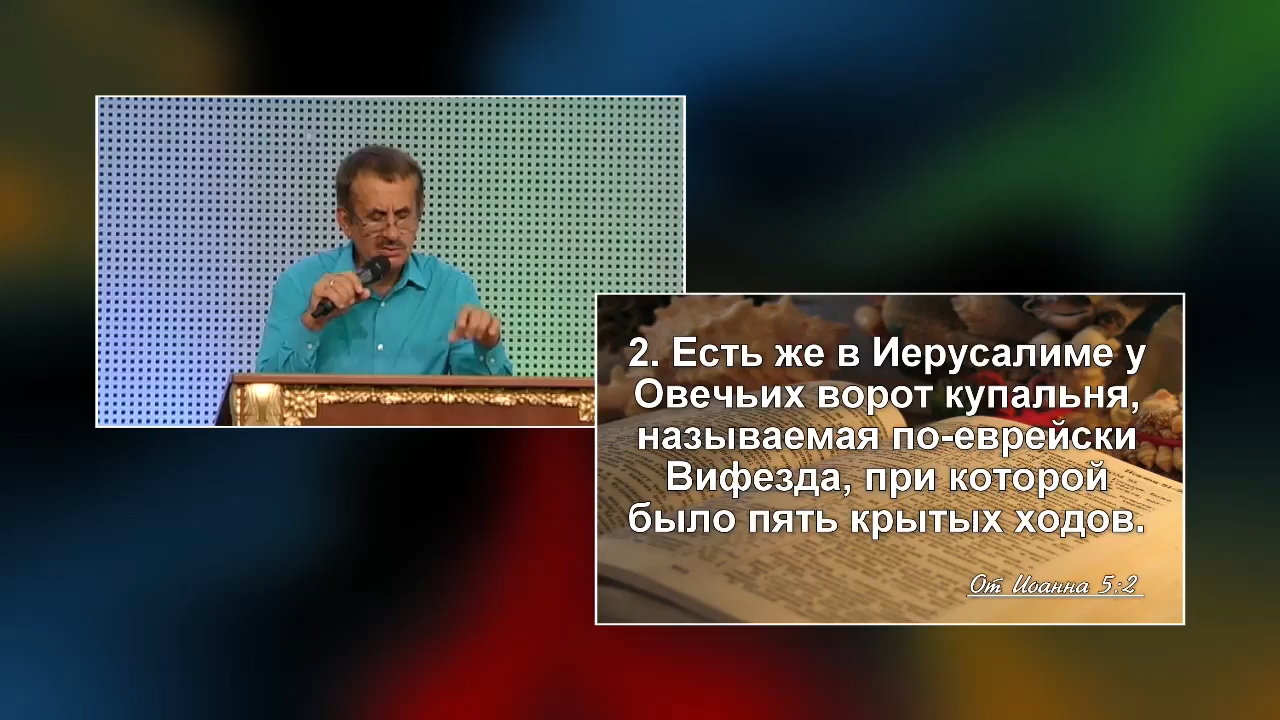 2. Есть же в Иерусалиме у
Овечьих ворот купальня,
называемая по-еврейски
Вифезда, при которой
было пять крытых ходов.
От Иоанна 5:2